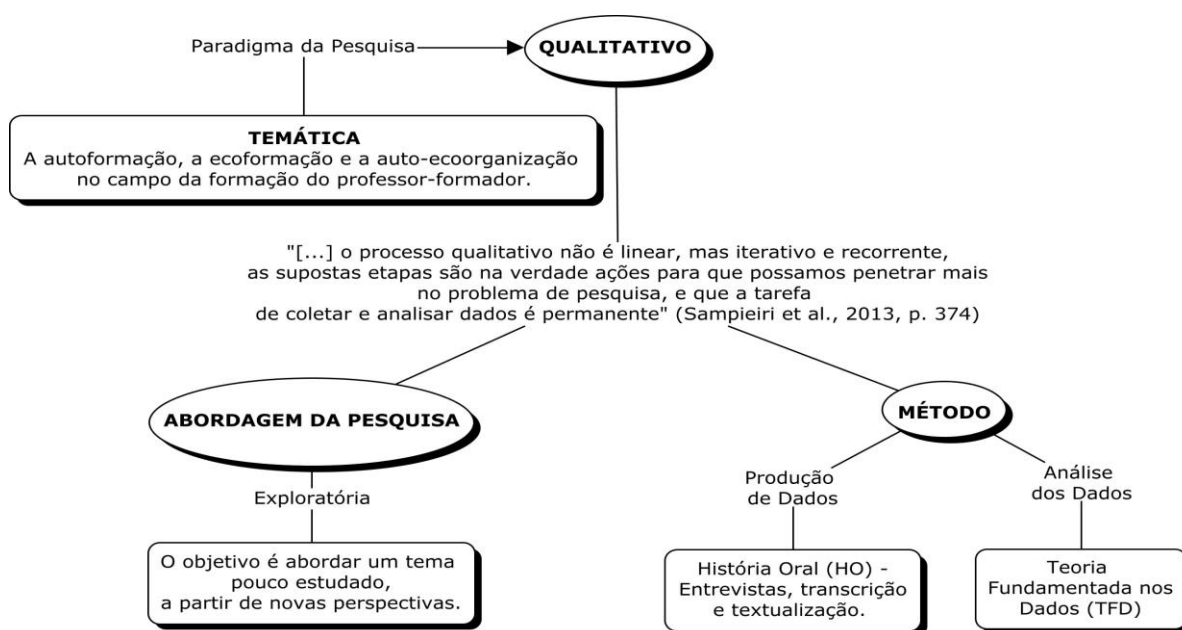 Paradigma da Pesquisa
QUALITATIVO
TEMÁTICA
A autoformação, a ecoformação e a auto-ecoorganização
no campo da formação do professor-formador.
"[...] o processo qualitativo não é linear, mas iterativo e recorrente,
as supostas etapas são na verdade ações para que possamos penetrar mais
no problema de pesquisa, e que a tarefa
de coletar e analisar dados é permanente" (Sampieiri et al., 2013, p. 374)
ABORDAGEM DA PESQUISA
Exploratória
O objetivo é abordar um tema
pouco estudado,
a partir de novas perspectivas.
MÉTODO
Produção
de Dados
História Oral (HO) -
Entrevistas, transcrição
e textualização.
Análise
dos Dados
Teoria
Fundamentada nos
Dados (TFD)